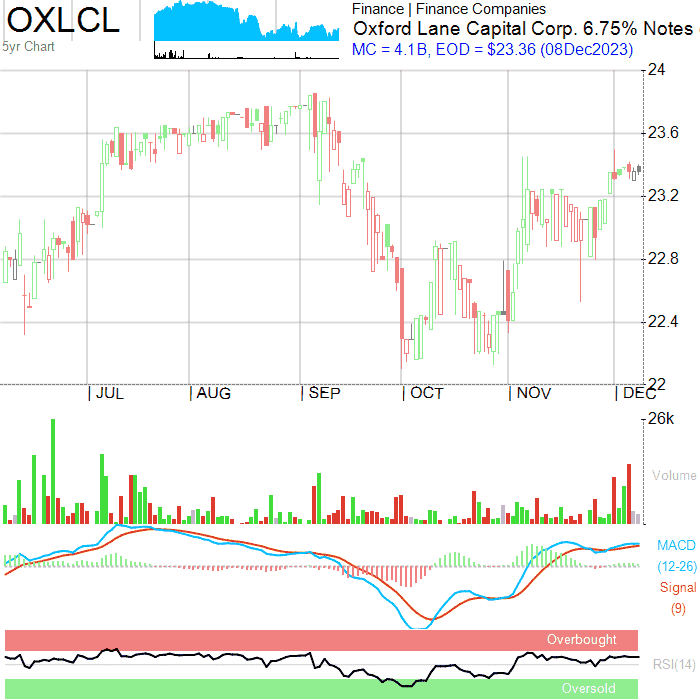 OXLCL
5yr Chart
Finance | Finance Companies
Oxford Lane Capital Corp. 6.75% Notes
MC = 4.1B, EOD = $23.36 (08Dec2023)
24
23.6
23.2
22.8
22.4
22
JUL AUG SEP OCT NOV DEC
26k
Volume
MACD
(12-26)
Signal
(9)
Overbought
RSI(14)
Oversold